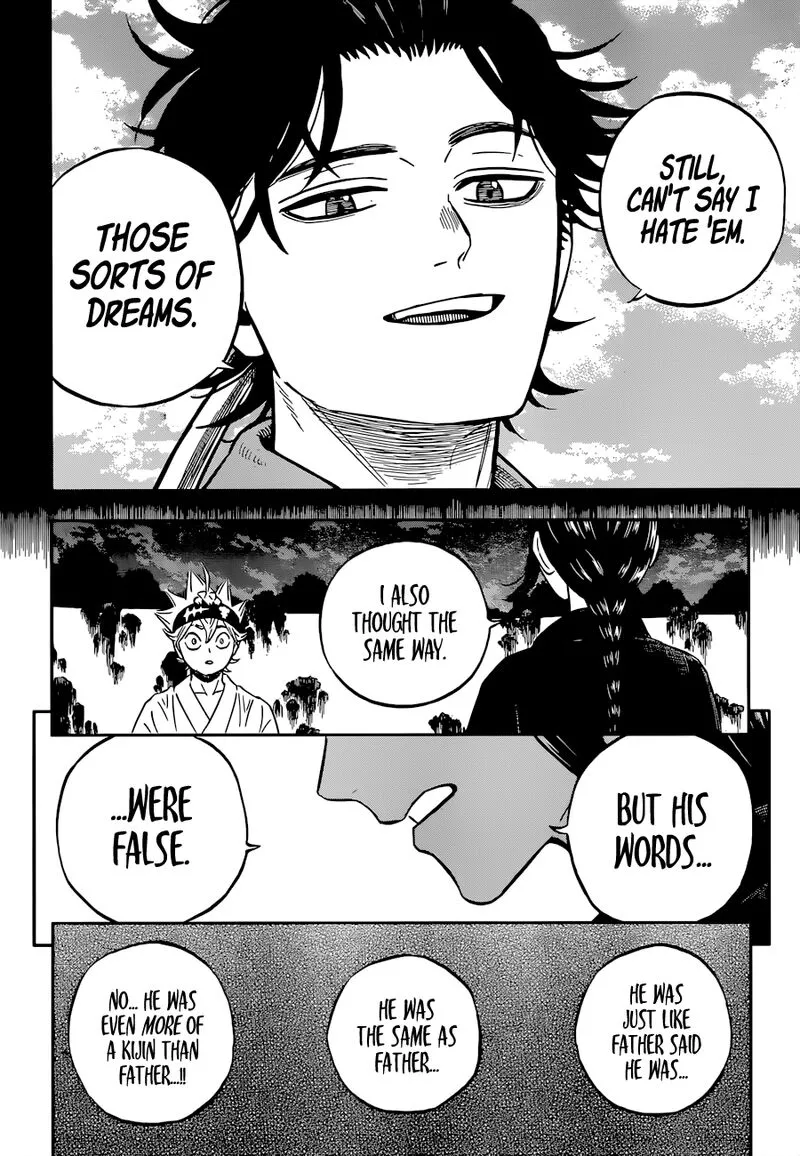 STILL,
CAN'T SAY I
HATE 'EM.
THOSE
SORTS OF
DREAMS.
I ALSO
THOUGHT THE
SAME WAY.
BUT HIS
WORDS...
...WERE
FALSE.
HE WAS
JUST LIKE
FATHER SAID
HE WAS...
HE WAS
THE SAME AS
FATHER...
NO... HE WAS
EVEN MORE OF
A KIJIN THAN
FATHER...!!